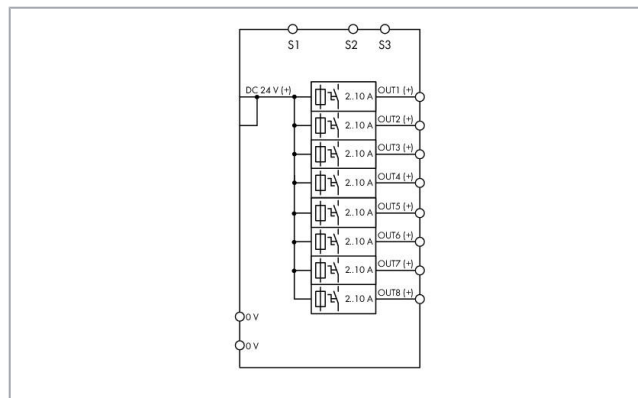 S1 S2 S3
DC 24 V (+) 2..10 A OUT1 (+)
2..10 A OUT2 (+)
2..10 A OUT3 (+)
2..10 A OUT4 (+)
2..10 A OUT5 (+)
2..10 A OUT6 (+)
2..10 A OUT7 (+)
2..10 A OUT8 (+)
0 V
0 V